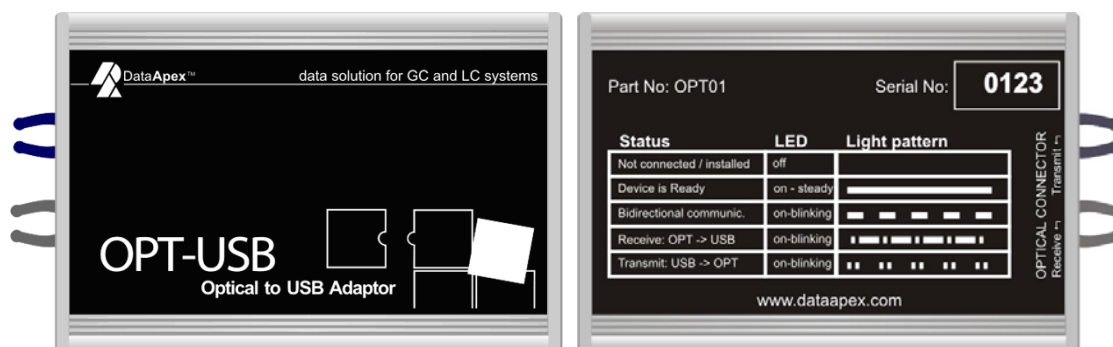 DataApex™
data solution for GC and LC systems
OPT-USB
Optical to USB Adaptor
Part No: OPT01
Serial No: 0123
Status LED Light pattern
Not connected / installed off
Device is Ready on - steady
Bidirectional communic. on-blinking
Receive: OPT -> USB on-blinking
Transmit: USB -> OPT on-blinking
www.dataapex.com
OPTICAL CONNECTOR
Receive ¬ Transmit ¬